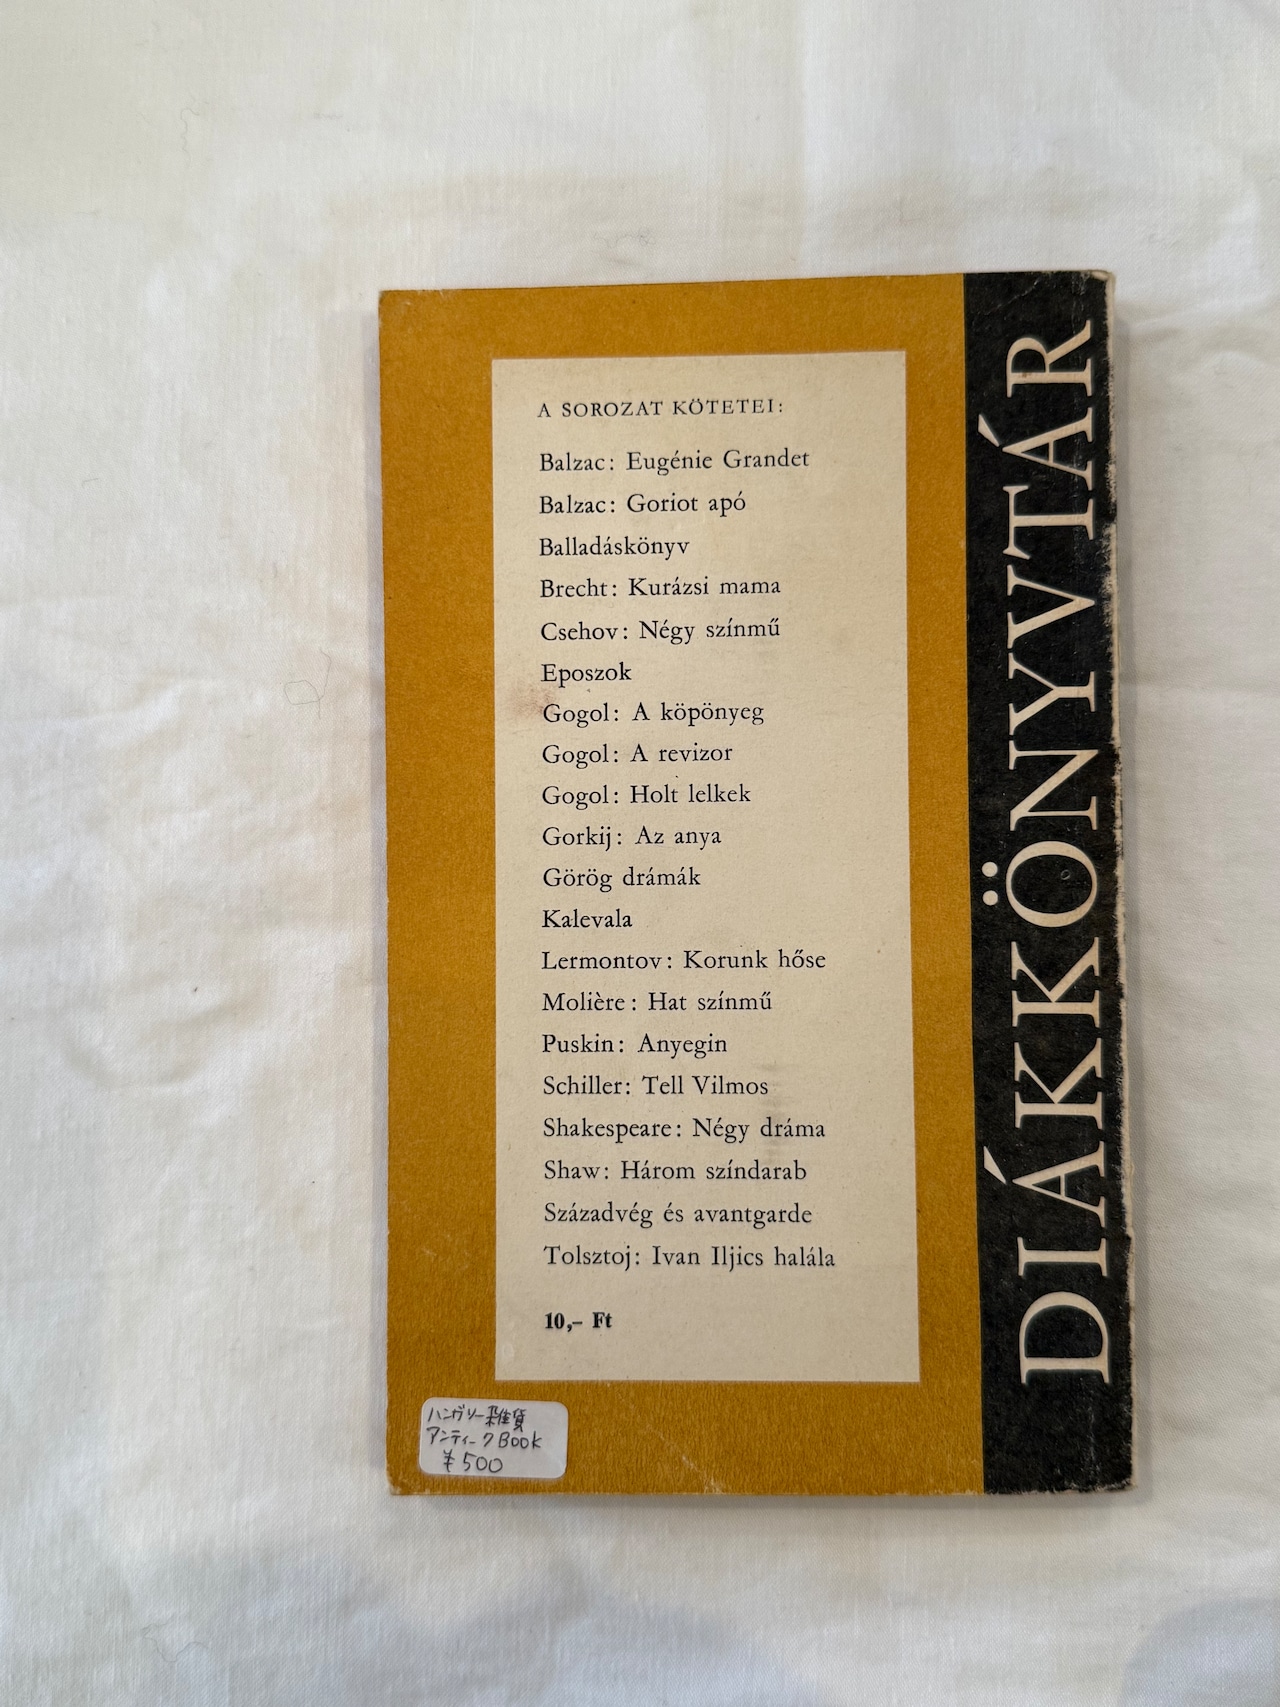 A SOROZAT KÖTETEI:
Balzac: Eugénie Grandet
Balzac: Goriot apó
Balladáskönyv
Brecht: Kurázsi mama
Csehov: Négy színmű
Eposzok
Gogol: A köpönyeg
Gogol: A revizor
Gogol: Holt lelkek
Gorkij: Az anya
Görög drámák
Kalevala
Lermontov: Korunk hőse
Molière: Hat színmű
Puskin: Anyegin
Schiller: Tell Vilmos
Shakespeare: Négy dráma
Shaw: Három színdarab
Századvég és avantgarde
Tolsztoj: Ivan Iljics halála
10,– Ft
DIÁKKÖNYVTÁR
ハンガリー雑貨
アンティークBOOK
¥500